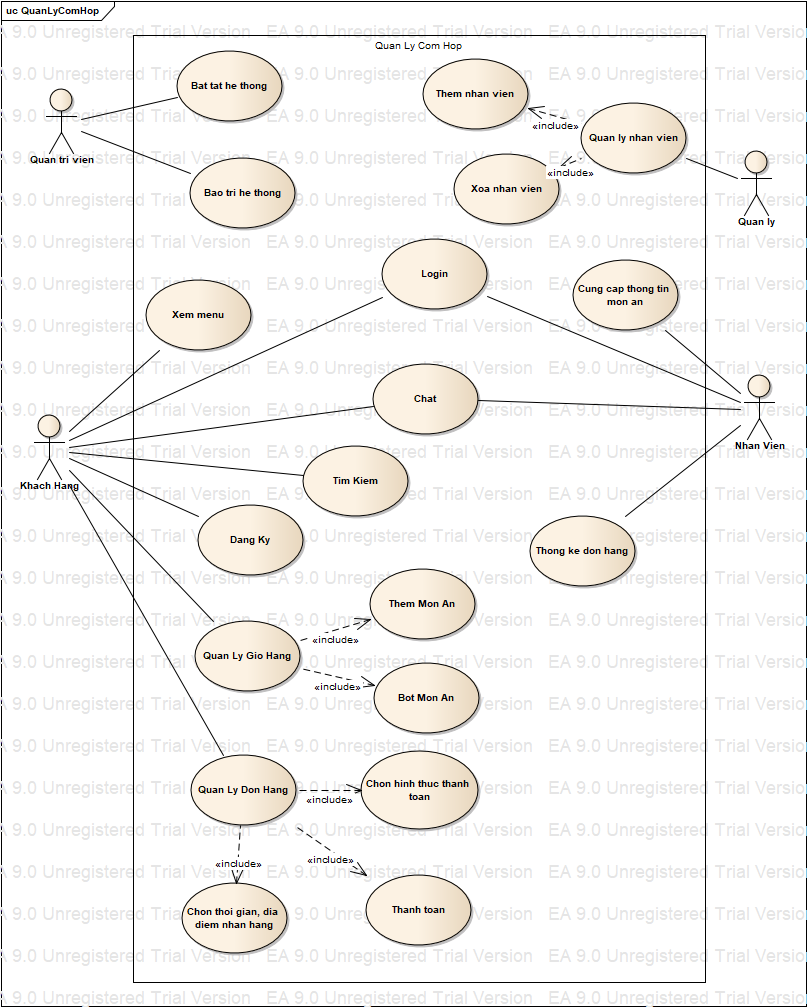 uc QuanLyComHop
Quan Ly Com Hop
Bat tat he thong
Them nhan vien
«include»
Quan ly nhan vien
Quan tri vien
Bao tri he thong
«include»
Xoa nhan vien
Quan ly
Login
Cung cap thong tin
mon an
Xem menu
Chat
Nhan Vien
Khach Hang
Tim Kiem
Dang Ky
Thong ke don hang
Them Mon An
«include»
Quan Ly Gio Hang
«include»
Bot Mon An
Quan Ly Don Hang
Chon hinh thuc thanh
toan
«include»
«include»
«include»
Chon thoi gian, dia
diem nhan hang
Thanh toan
EA 9.0 Unregistered Trial Version